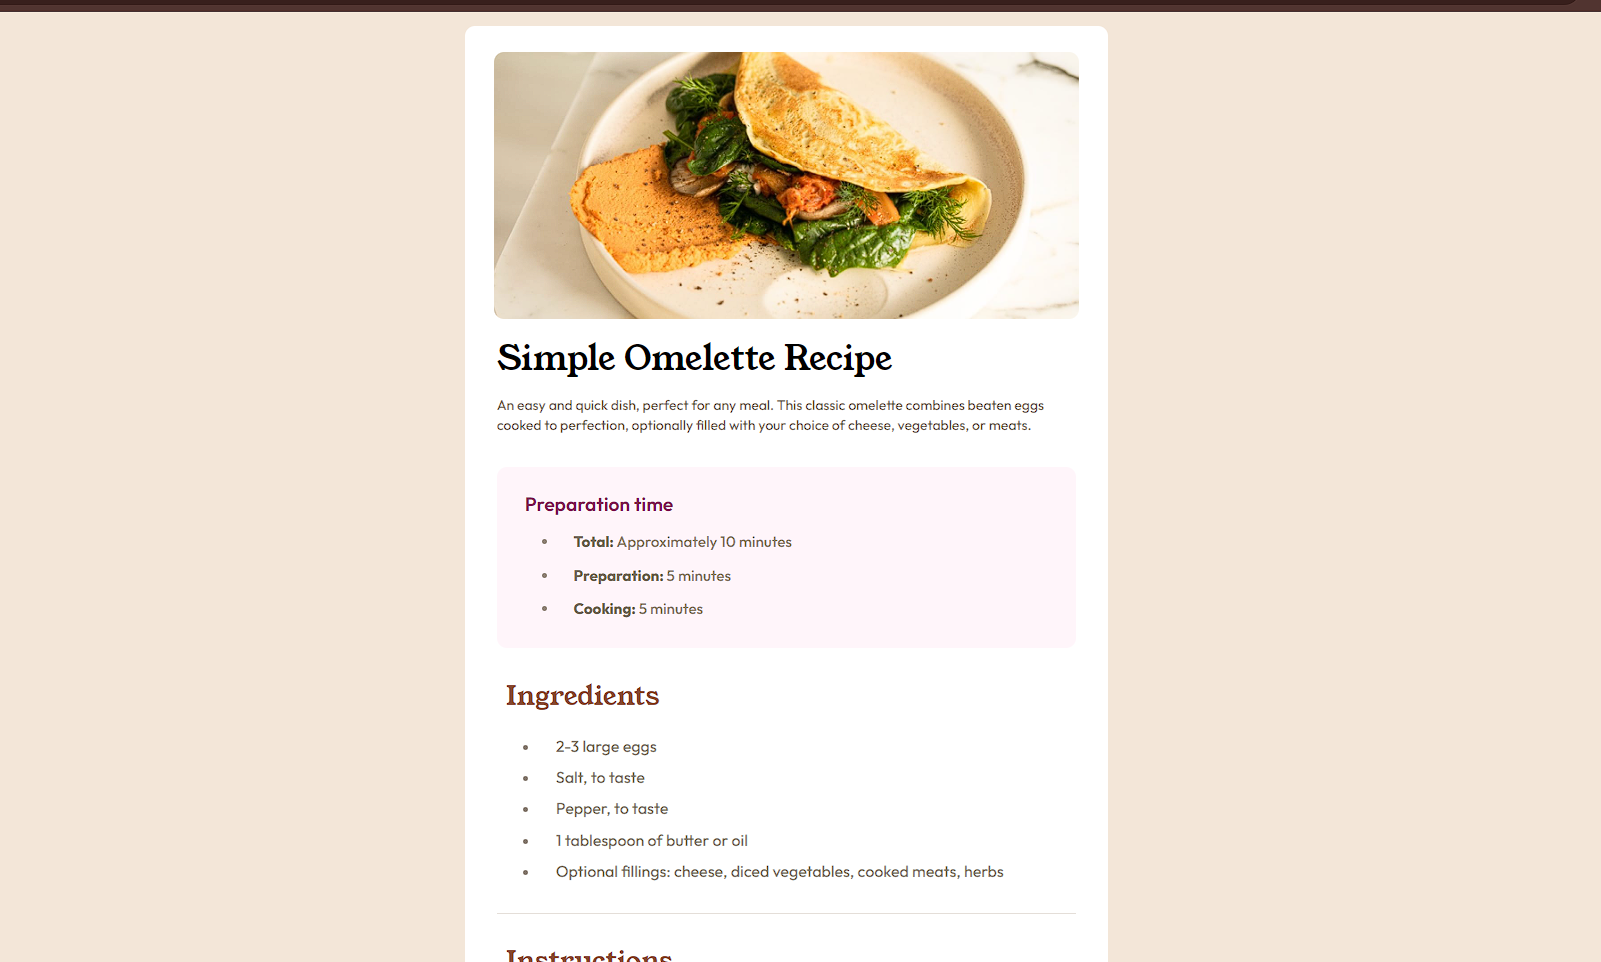 Simple Omelette Recipe
An easy and quick dish, perfect for any meal. This classic omelette combines beaten eggs
cooked to perfection, optionally filled with your choice of cheese, vegetables, or meats.
Preparation time
Total: Approximately 10 minutes
Preparation: 5 minutes
Cooking: 5 minutes
Ingredients
2-3 large eggs
Salt, to taste
Pepper, to taste
1 tablespoon of butter or oil
Optional fillings: cheese, diced vegetables, cooked meats, herbs
Instructions